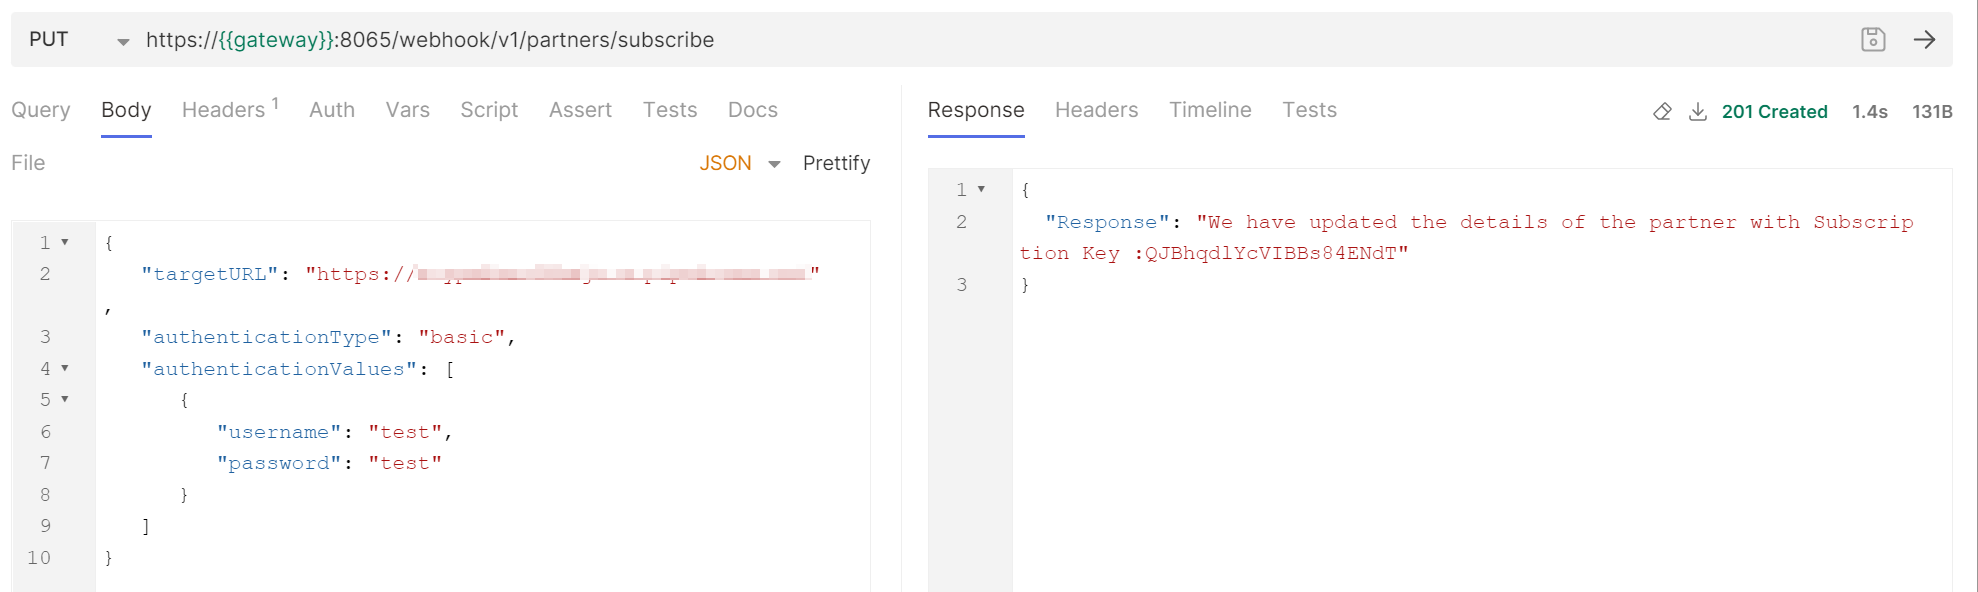 PUT https://{{gateway}}:8065/webhook/v1/partners/subscribe
Query Body Headers 1 Auth Vars Script Assert Tests Docs
File JSON Prettify
1 {
2 "targetURL": "https://"
,
3 "authenticationType": "basic",
4 "authenticationValues": [
5 {
6 "username": "test",
7 "password": "test"
8 }
9 ]
10 }
Response Headers Timeline Tests 201 Created 1.4s 131B
1 {
2 "Response": "We have updated the details of the partner with Subscrip
tion Key :QJBhqdlYcVIBBs84ENdT"
3 }